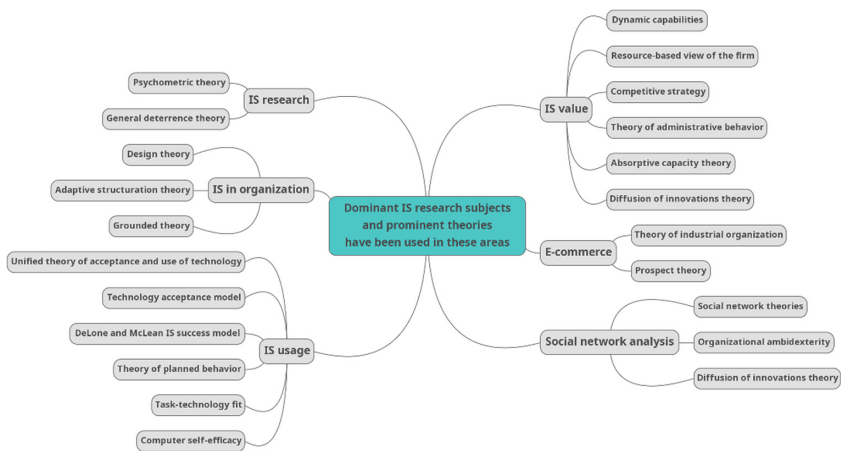 Dominant IS research subjects
and prominent theories
have been used in these areas
IS research
Psychometric theory
General deterrence theory
IS in organization
Design theory
Adaptive structuration theory
Grounded theory
IS usage
Unified theory of acceptance and use of technology
Technology acceptance model
DeLone and McLean IS success model
Theory of planned behavior
Task-technology fit
Computer self-efficacy
IS value
Dynamic capabilities
Resource-based view of the firm
Competitive strategy
Theory of administrative behavior
Absorptive capacity theory
Diffusion of innovations theory
E-commerce
Theory of industrial organization
Prospect theory
Social network analysis
Social network theories
Organizational ambidexterity
Diffusion of innovations theory